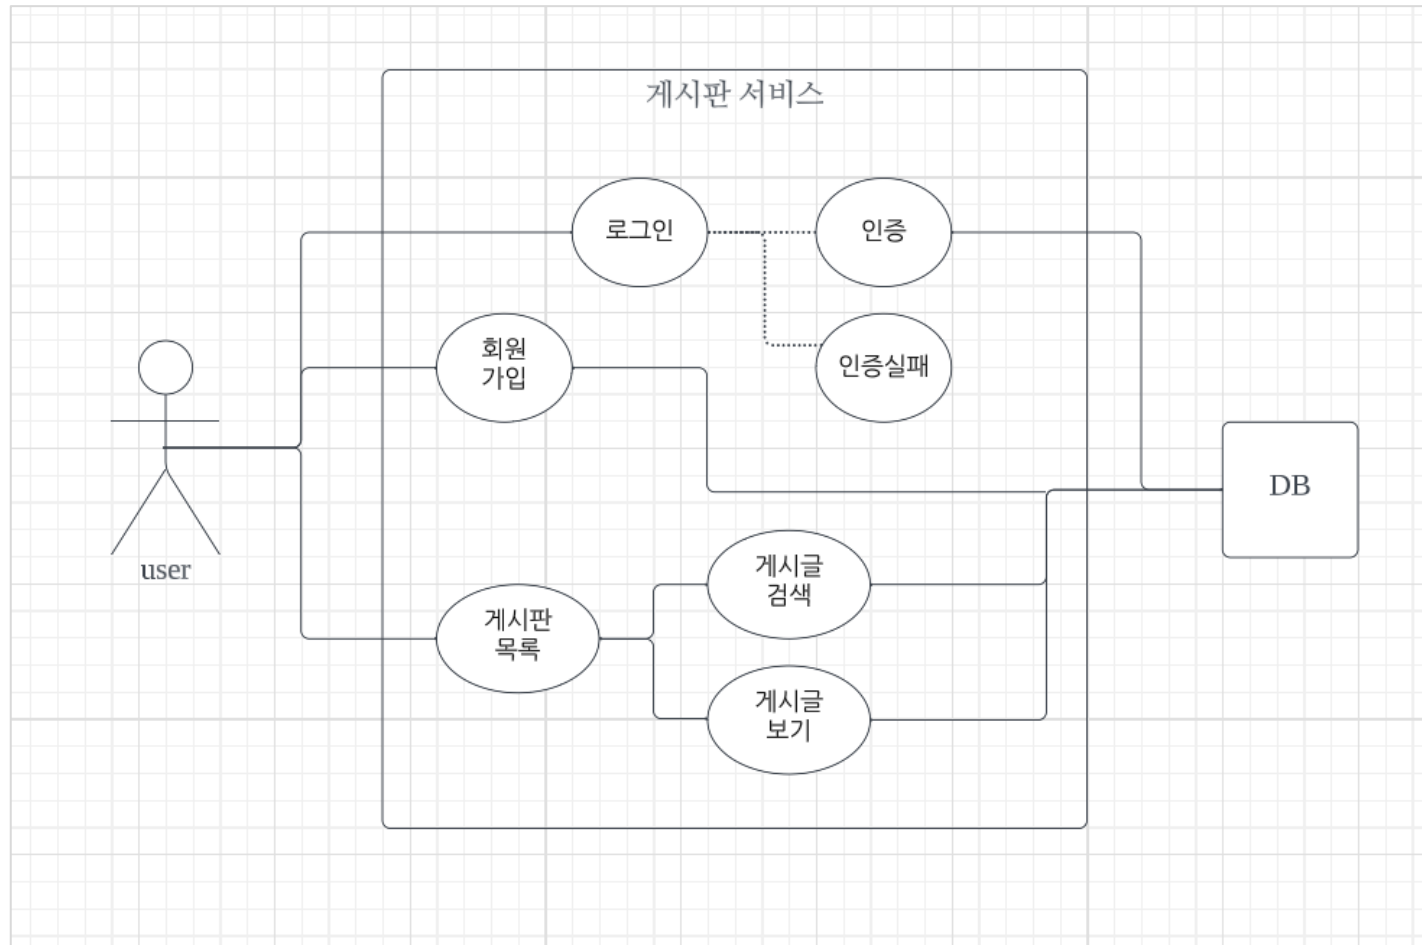 게시판 서비스
로그인
인증
회원
가입
인증실패
user
DB
게시판
목록
게시글
검색
게시글
보기